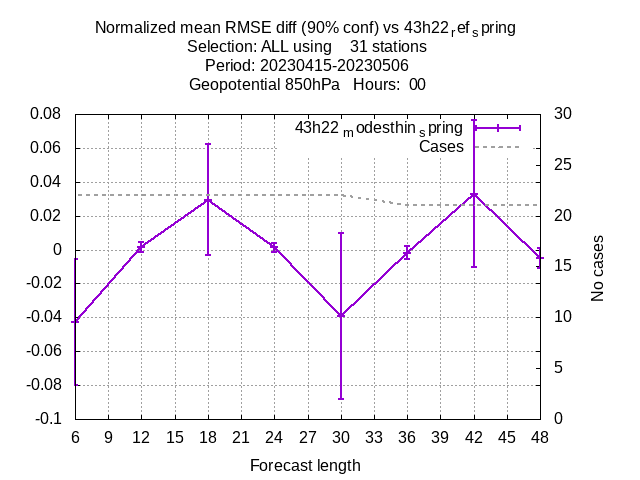 Normalized mean RMSE diff (90% conf) vs 43h22refspring
Selection: ALL using    31 stations
Period: 20230415-20230506
Geopotential 850hPa   Hours:  00
43h22modesthinspring
Cases
0.08
0.06
0.04
0.02
0
-0.02
-0.04
-0.06
-0.08
-0.1
30
25
20
15
10
5
0
No cases
6 9 12 15 18 21 24 27 30 33 36 39 42 45 48
Forecast length